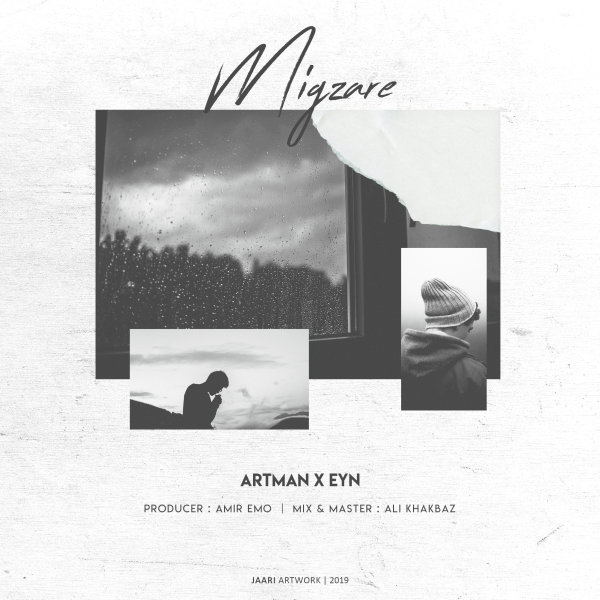 Migzare
ARTMAN X EYN
PRODUCER : AMIR EMO | MIX & MASTER : ALI KHAKBAZ
JAARI ARTWORK | 2019